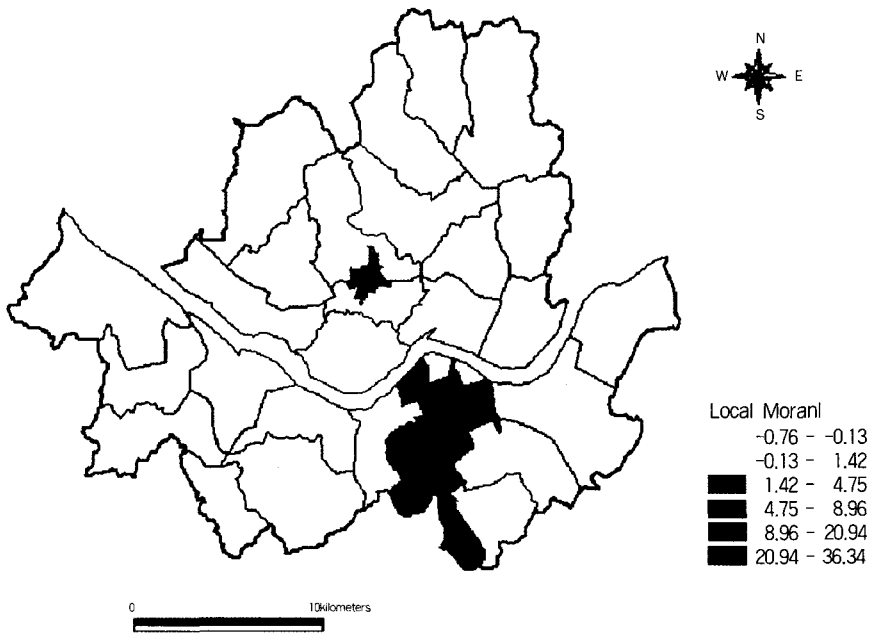 N
W E
S
Local MoranI
-0.76 - -0.13
-0.13 - 1.42
1.42 - 4.75
4.75 - 8.96
8.96 - 20.94
20.94 - 36.34
0 10kilometers